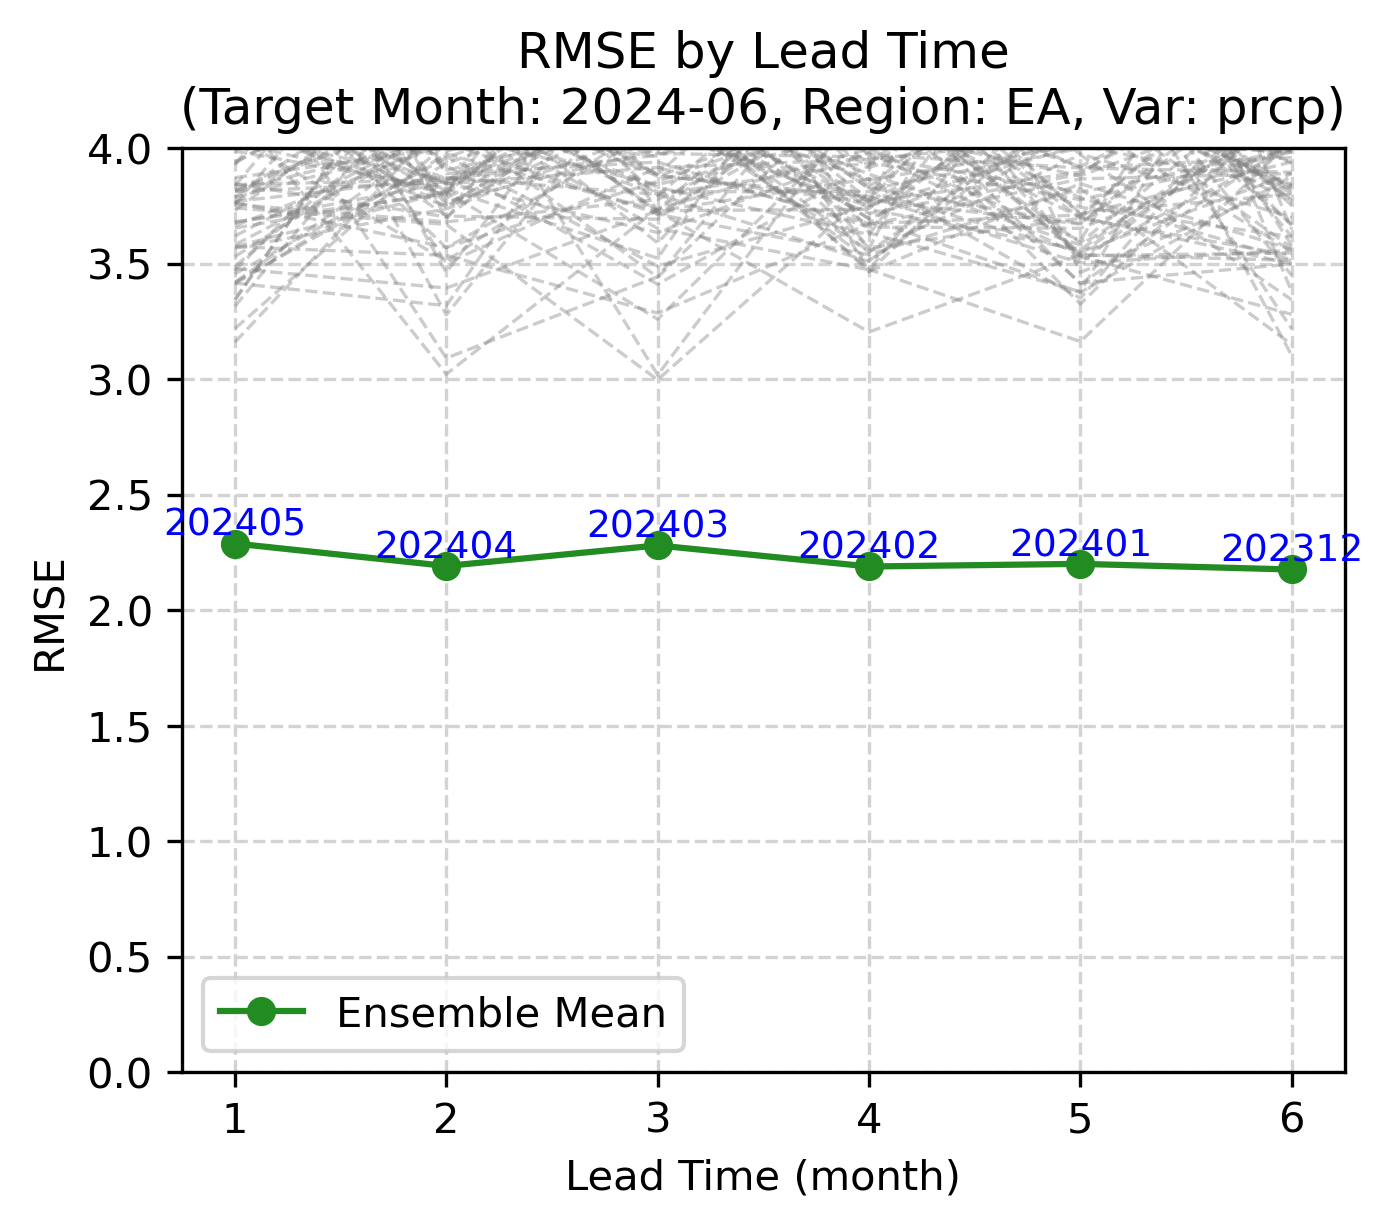 RMSE by Lead Time
(Target Month: 2024-06, Region: EA, Var: prcp)
4.0
3.5
3.0
2.5
2.0
1.5
1.0
0.5
0.0
RMSE
202405
202404
202403
202402
202401
202312
Ensemble Mean
1 2 3 4 5 6
Lead Time (month)